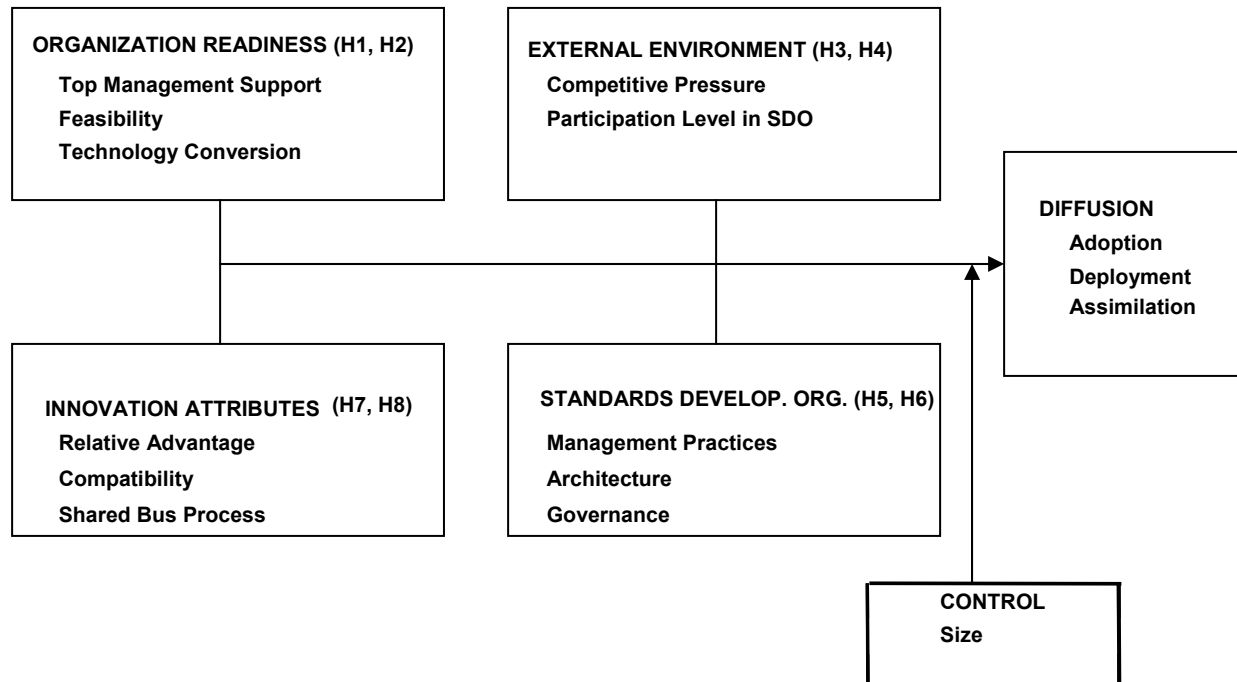 ORGANIZATION READINESS (H1, H2)
Top Management Support
Feasibility
Technology Conversion
EXTERNAL ENVIRONMENT (H3, H4)
Competitive Pressure
Participation Level in SDO
DIFFUSION
Adoption
Deployment
Assimilation
INNOVATION ATTRIBUTES (H7, H8)
Relative Advantage
Compatibility
Shared Bus Process
STANDARDS DEVELOP. ORG. (H5, H6)
Management Practices
Architecture
Governance
CONTROL
Size